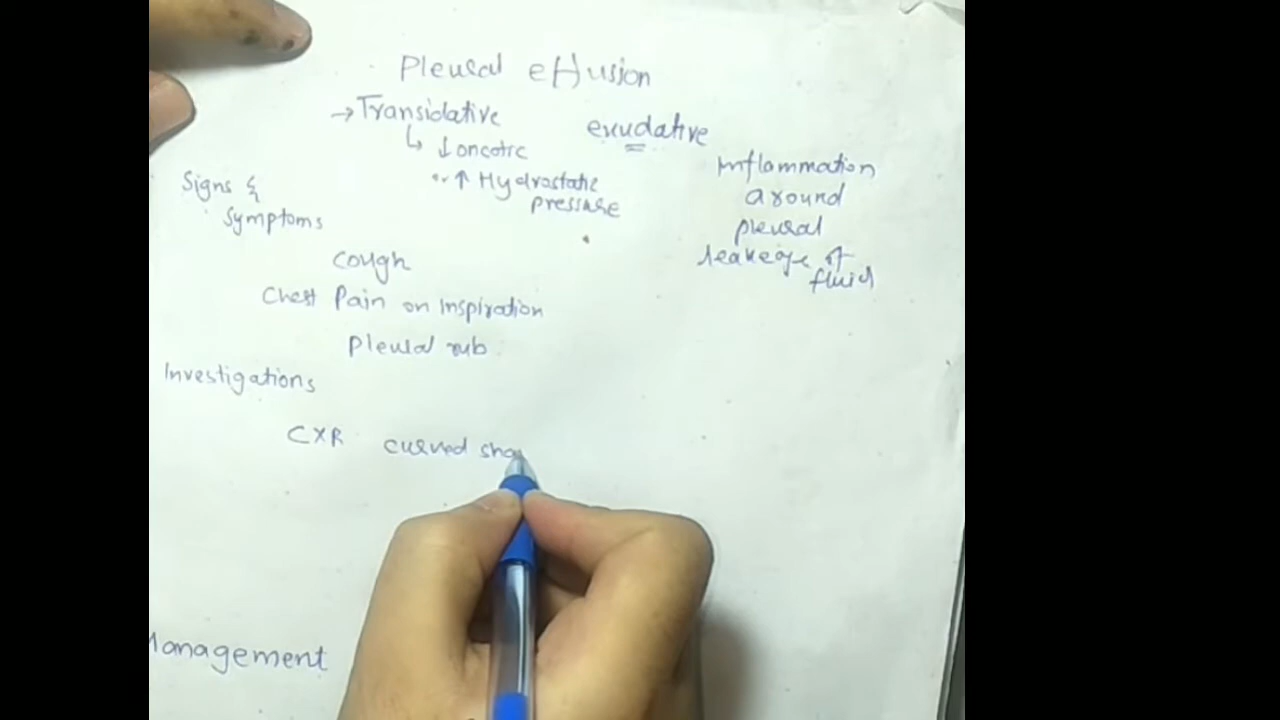 Pleural effusion
→ Transidative
exudative
↳ ↓ oncotic
or ↑ Hydrostatic
pressure
Inflammation
around
pleural
leakege of
fluid
Signs &
Symptoms
cough
Chest Pain on inspiration
Pleural rub
Investigations
CXR curved sha
Management